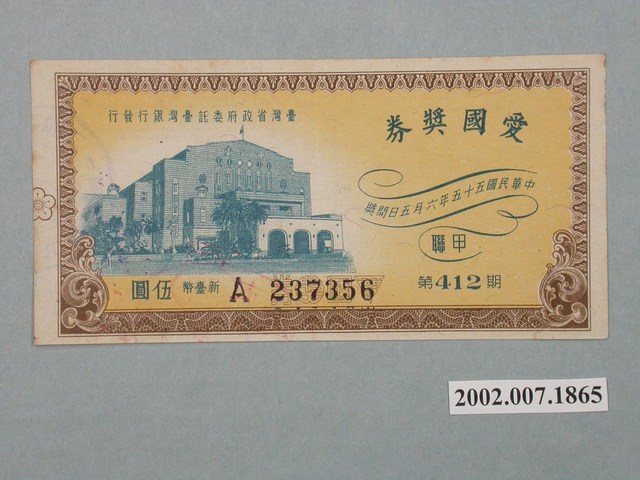 愛國獎券
臺灣省政府委託臺灣銀行發行
中華民國五十五年六月五日開獎
甲聯
第412期
新臺幣 伍圓
A 237356
2002.007.1865